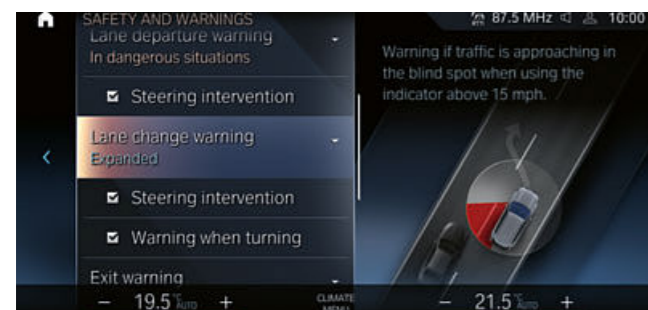 SAFETY AND WARNINGS
87.5 MHz
10:00
Lane departure warning
In dangerous situations
Steering intervention
Lane change warning
Expanded
Steering intervention
Warning when turning
Exit warning
Warning if traffic is approaching in
the blind spot when using the
indicator above 15 mph.
- 19.5 °C AUTO +
CLIMATE
MENU
- 21.5 °C AUTO +